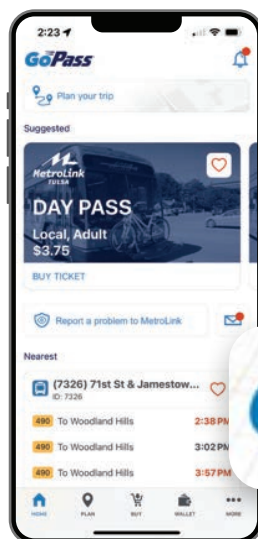 2:23
GoPass
Plan your trip
Suggested
MetroLink
TULSA
DAY PASS
Local, Adult
$3.75
BUY TICKET
Report a problem to MetroLink
Nearest
(7326) 71st St & Jamestow...
ID: 7326
490 To Woodland Hills 2:38 PM
490 To Woodland Hills 3:02 PM
490 To Woodland Hills 3:57 PM
HOME PLAN BUY WALLET MORE